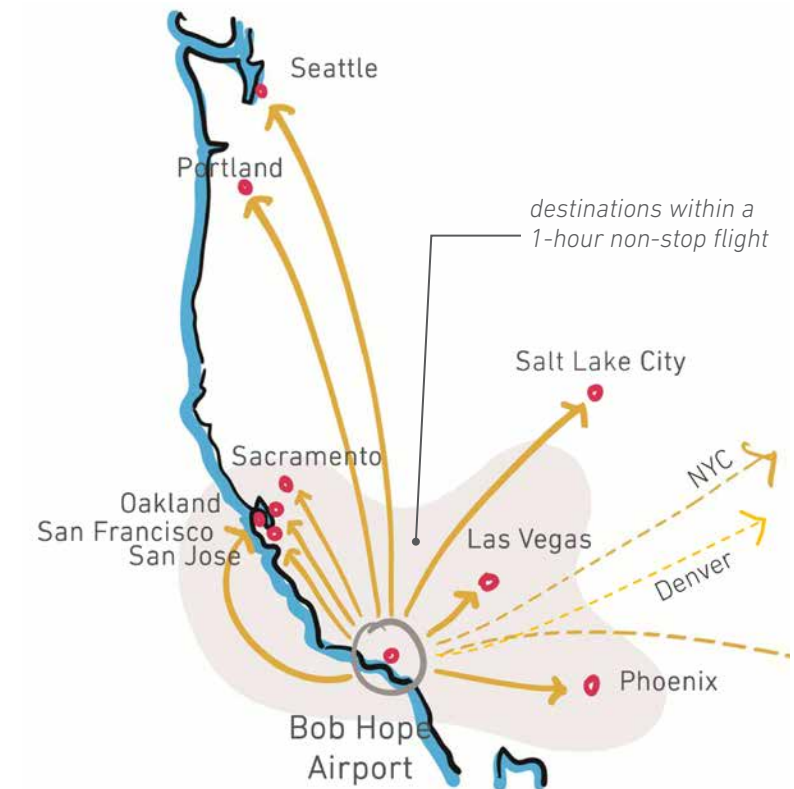 Seattle
Portland
destinations within a
1-hour non-stop flight
Salt Lake City
Sacramento
NYC
Oakland
San Francisco
Las Vegas
San Jose
Denver
Phoenix
Bob Hope
Airport